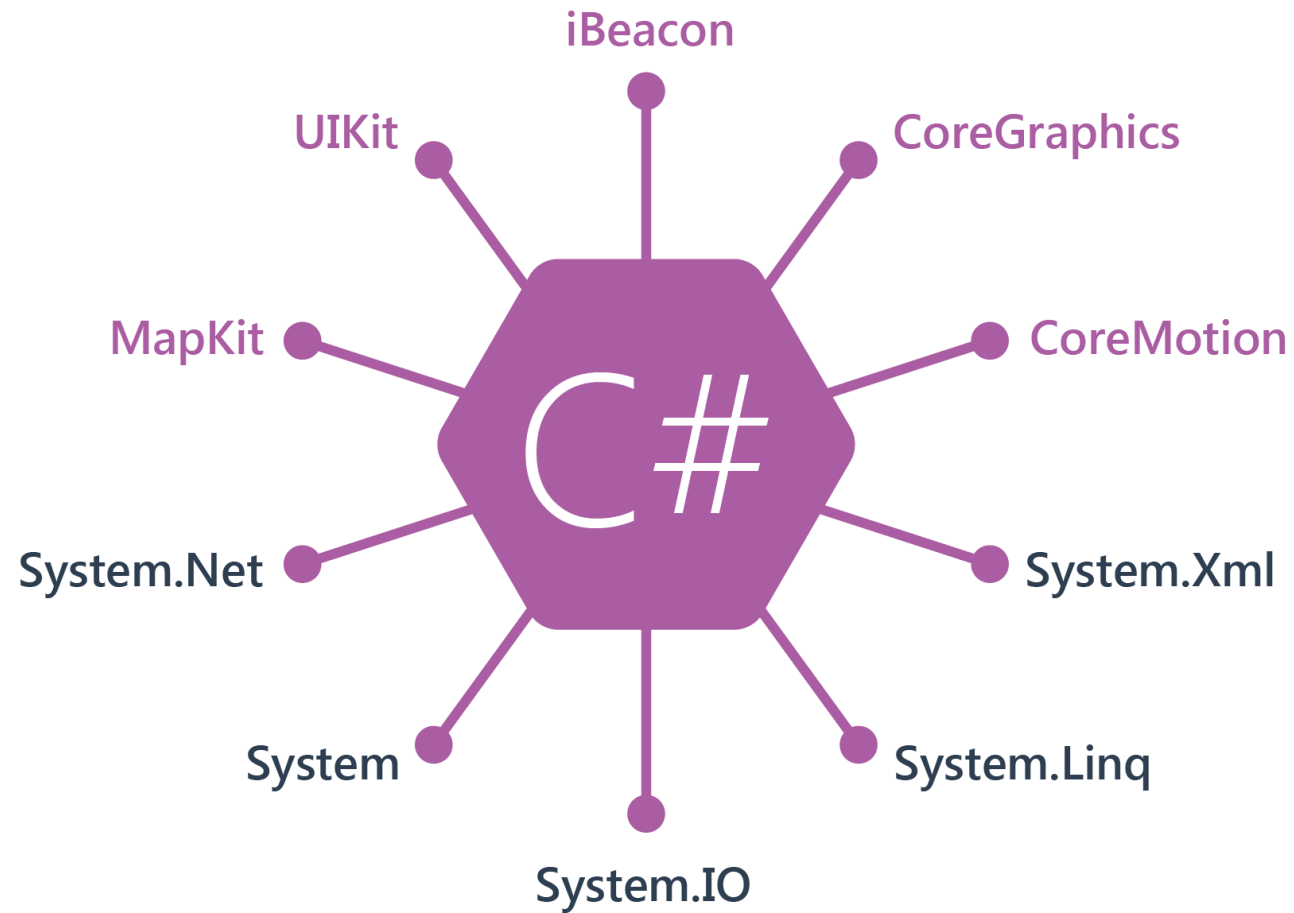 iBeacon
UIKit
CoreGraphics
MapKit
CoreMotion
C#
System.Net
System.Xml
System
System.Linq
System.IO